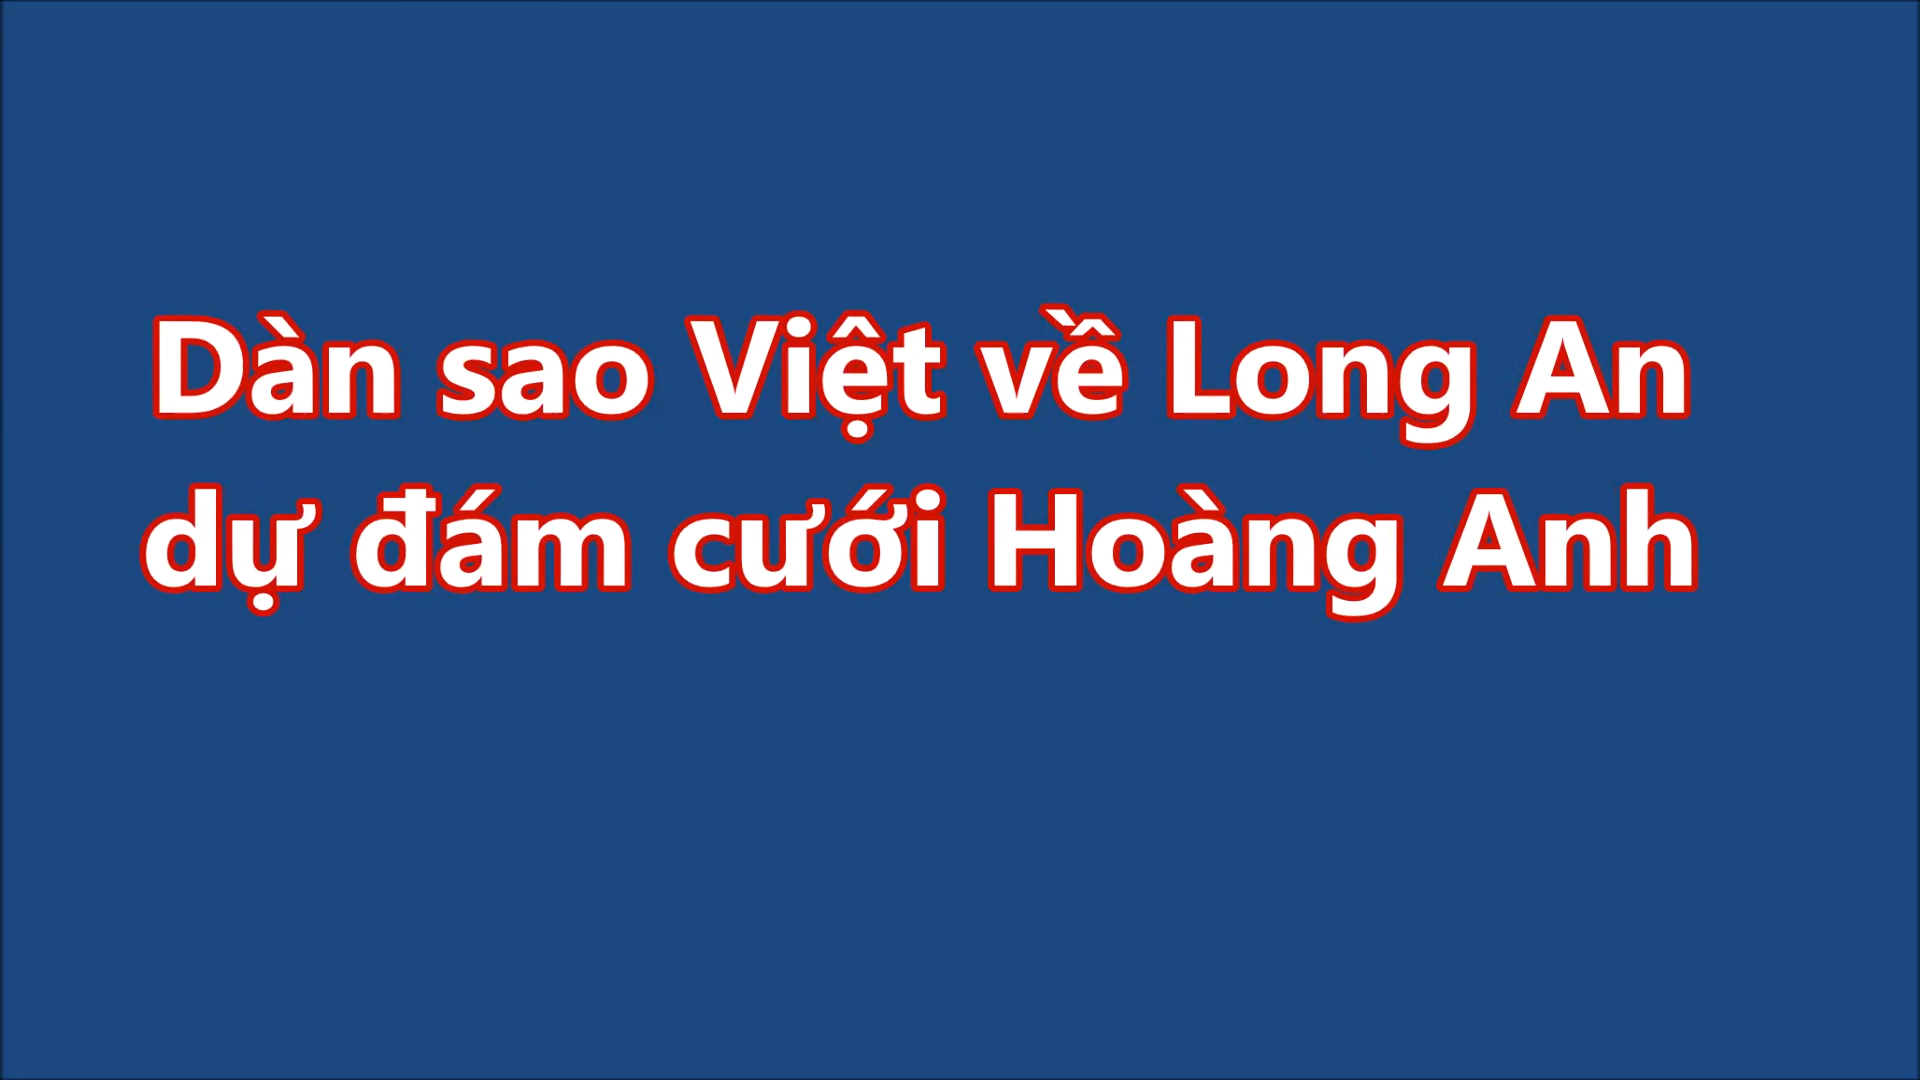 Dàn sao Việt về Long An
dự đám cưới Hoàng Anh